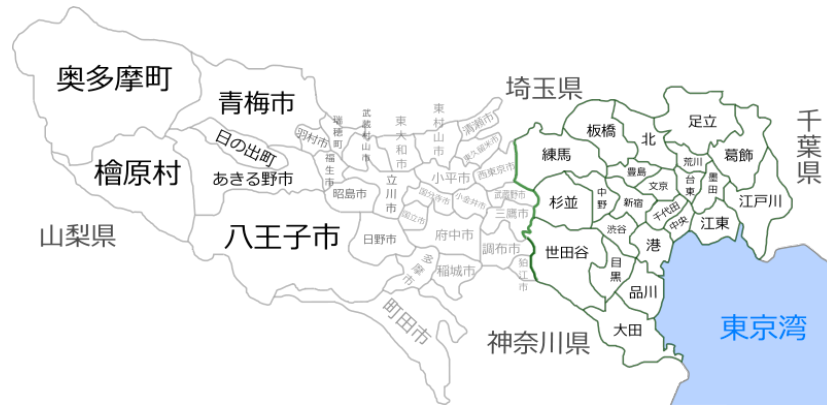 奥多摩町
青梅市
檜原村
日の出町
あきる野市
八王子市
山梨県
羽村市
瑞穂町
福生市
武蔵村山市
東大和市
東村山市
清瀬市
東久留米市
昭島市
立川市
小平市
西東京市
国分寺市
小金井市
武蔵野市
国立市
三鷹市
日野市
府中市
調布市
狛江市
多摩市
稲城市
町田市
埼玉県
神奈川県
千葉県
東京湾
板橋
北
足立
練馬
豊島
荒川
葛飾
文京
台東
墨田
杉並
中野
新宿
千代田
中央
江東
江戸川
渋谷
港
世田谷
目黒
品川
大田